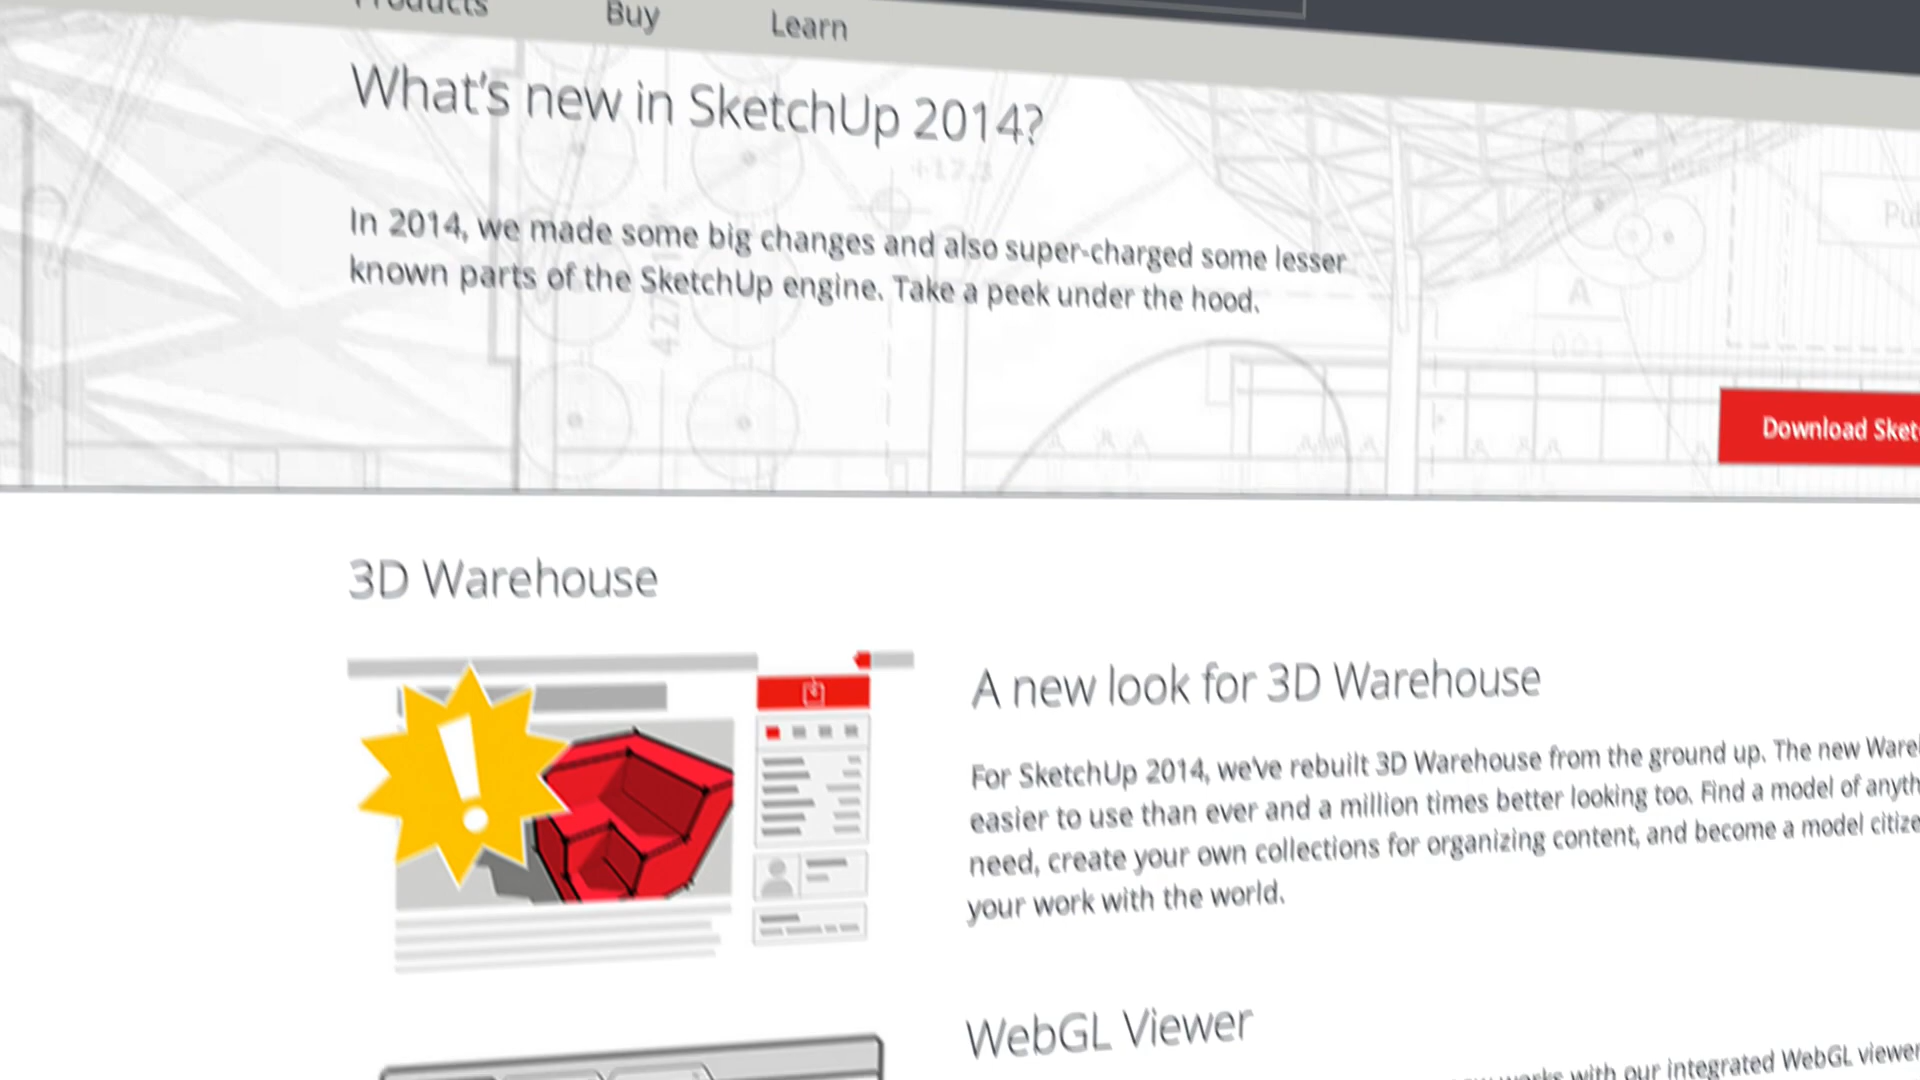 Products Buy Learn
What's new in SketchUp 2014?
In 2014, we made some big changes and also super-charged some lesser
known parts of the SketchUp engine. Take a peek under the hood.
Download
3D Warehouse
A new look for 3D Warehouse
For SketchUp 2014, we've rebuilt 3D Warehouse from the ground up. The new
easier to use than ever and a million times better looking too. Find a model of
need, create your own collections for organizing content, and become a model
your work with the world.
WebGL Viewer
works with our integrated WebGL viewer